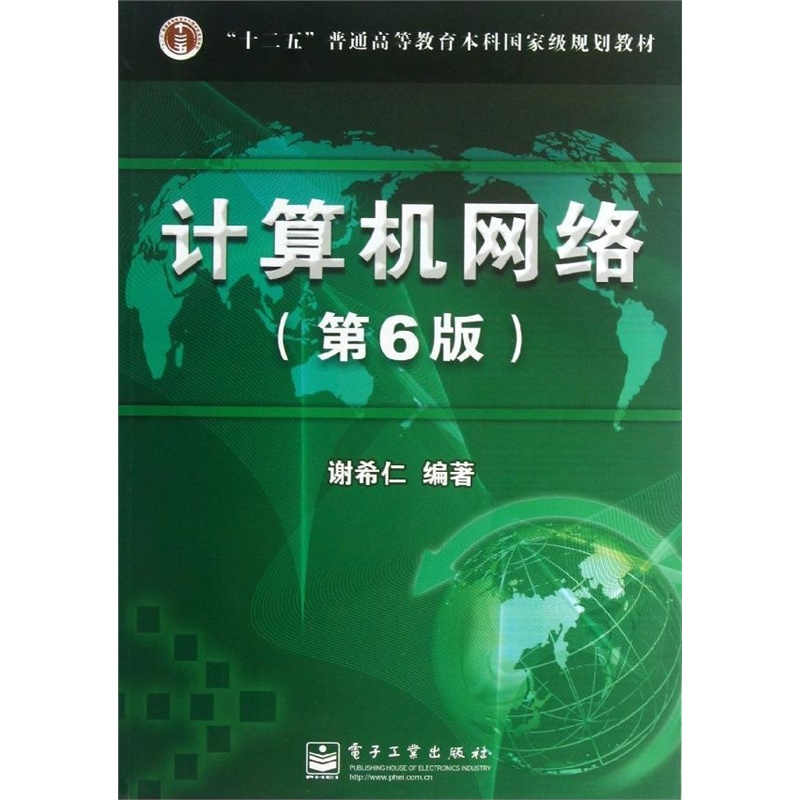 “十二五”普通高等教育本科国家级规划教材
计算机网络
（第6版）
谢希仁 编著
電子工業出版社
PUBLISHING HOUSE OF ELECTRONICS INDUSTRY
http://www.phei.com.cn